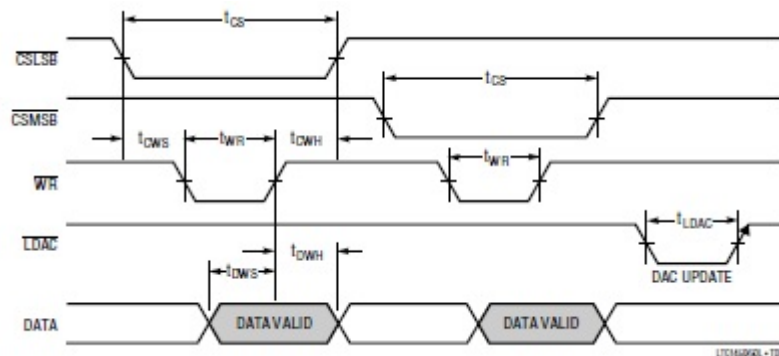 tCS
CSLSB
tCS
CSMSB
tCWS tWR tCWH
tWR
WR
tLDAC
LDAC
tDWH
DAC UPDATE
tDWS
DATA DATA VALID DATA VALID